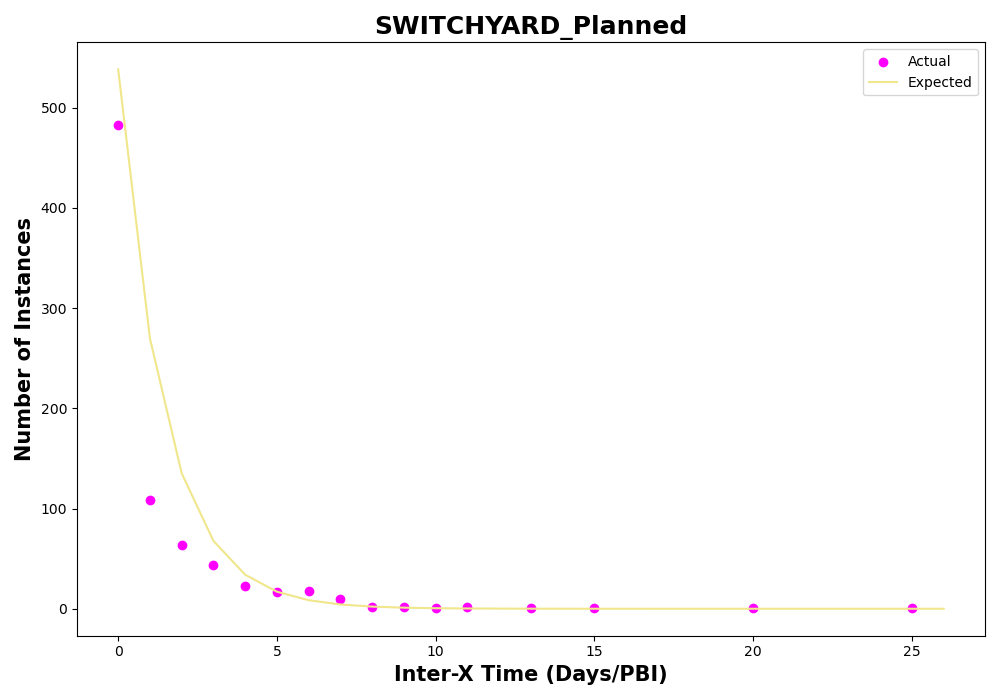 SWITCHYARD_Planned
Actual
Expected
Number of Instances
500
400
300
200
100
0
0 5 10 15 20 25
Inter-X Time (Days/PBI)